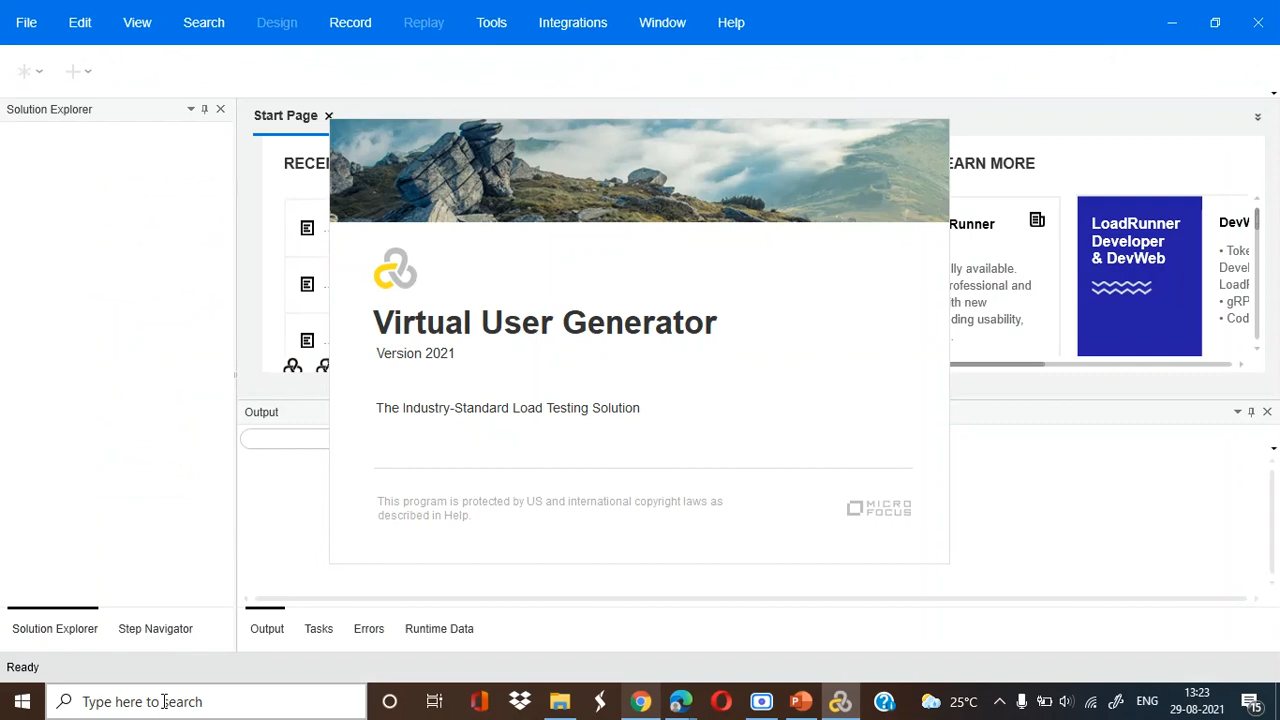 File Edit View Search Design Record Replay Tools Integrations Window Help
Solution Explorer
Start Page
RECE
EARN MORE
Runner
LoadRunner
Developer
& DevWeb
DevW
lly available.
rofessional and
th new
ding usability,
• Toke
Devel
LoadR
• gRP
• Cod
Virtual User Generator
Version 2021
The Industry-Standard Load Testing Solution
This program is protected by US and international copyright laws as
described in Help.
MICRO
FOCUS
Output
Solution Explorer Step Navigator
Output Tasks Errors Runtime Data
Ready
Type here to search
25°C
ENG
13:23
29-08-2021
15